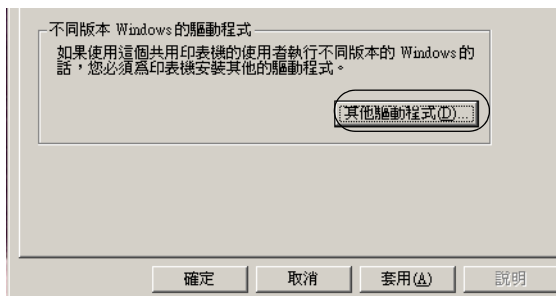 不同版本 Windows 的驅動程式
如果使用這個共用印表機的使用者執行不同版本的 Windows 的
話，您必須為印表機安裝其他的驅動程式。
其他驅動程式(D)...
確定 取消 套用(A) 說明